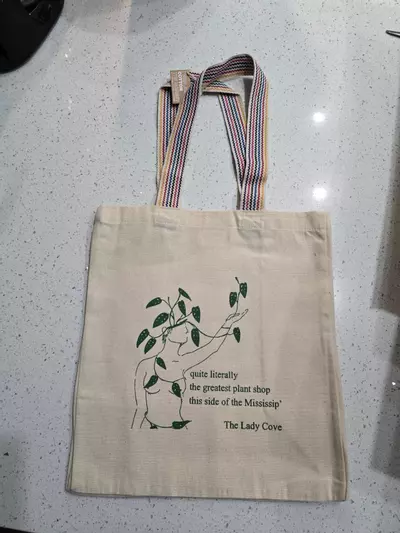 quite literally
the greatest plant shop
this side of the Mississip'
The Lady Cove